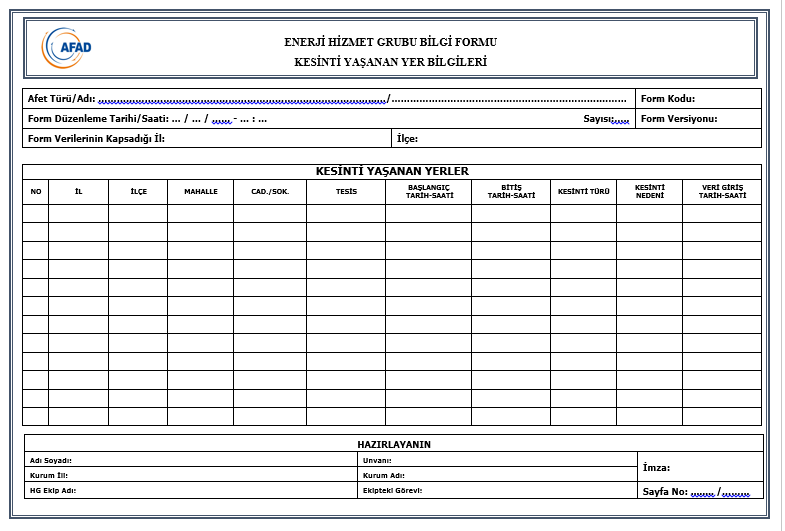 AFAD
ENERJİ HİZMET GRUBU BİLGİ FORMU
KESİNTİ YAŞANAN YER BİLGİLERİ
Afet Türü/Adı: ................................................................................/........................................................................ Form Kodu:
Form Düzenleme Tarihi/Saati: ... / ... / ...... - ... : ... Sayısı:..... Form Versiyonu:
Form Verilerinin Kapsadığı İl: İlçe:
KESİNTİ YAŞANAN YERLER
NO İL İLÇE MAHALLE CAD./SOK. TESİS BAŞLANGIÇ TARİH-SAATİ BİTİŞ TARİH-SAATİ KESİNTİ TÜRÜ KESİNTİ NEDENİ VERİ GİRİŞ TARİH-SAATİ
HAZIRLAYANIN
Adı Soyadı: Unvanı: İmza:
Kurum İli: Kurum Adı:
HG Ekip Adı: Ekipteki Görevi: Sayfa No: ....... /........